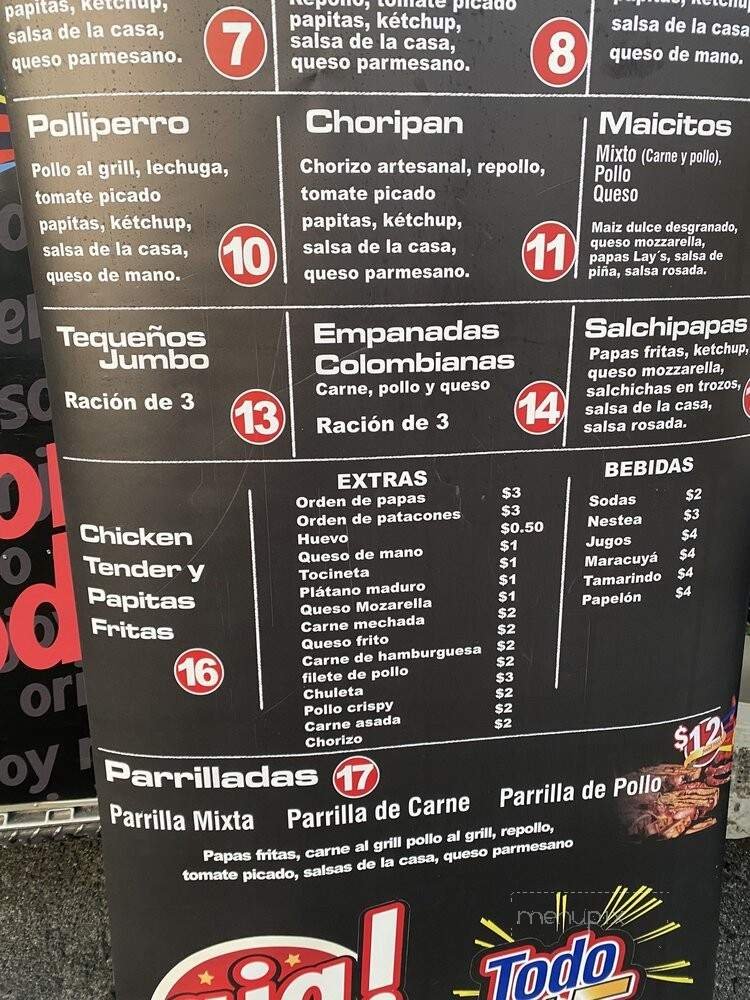 papitas, kétchup,
salsa de la casa,
queso parmesano.
7
Repollo, tomate picado
papitas, kétchup,
salsa de la casa,
queso parmesano.
8
salsa de la casa
queso de mano.
Polliperro
Pollo al grill, lechuga,
tomate picado
papitas, kétchup,
salsa de la casa,
queso de mano.
10
Choripan
Chorizo artesanal, repollo,
tomate picado
papitas, kétchup,
salsa de la casa,
queso parmesano.
11
Maicitos
Mixto (Carne y pollo),
Pollo
Queso
Maiz dulce desgranado,
queso mozzarella,
papas Lay´s, salsa de
piña, salsa rosada.
Tequeños
Jumbo
Ración de 3
13
Empanadas
Colombianas
Carne, pollo y queso
Ración de 3
14
Salchipapas
Papas fritas, ketchup,
queso mozzarella,
salchichas en trozos,
salsa de la casa,
salsa rosada.
Chicken
Tender y
Papitas
Fritas
16
EXTRAS
Orden de papas $3
Orden de patacones $3
Huevo $0.50
Queso de mano $1
Tocineta $1
Plátano maduro $1
Queso Mozarella $1
Carne mechada $2
Queso frito $2
Carne de hamburguesa $2
filete de pollo $2
Chuleta $3
Pollo crispy $2
Carne asada $2
Chorizo
BEBIDAS
Sodas $2
Nestea $3
Jugos $4
Maracuyá $4
Tamarindo $4
Papelón $4
Parrilladas 17
$12
Parrilla Mixta Parrilla de Carne Parrilla de Pollo
Papas fritas, carne al grill pollo al grill, repollo,
tomate picado, salsas de la casa, queso parmesano
menupix
Todo